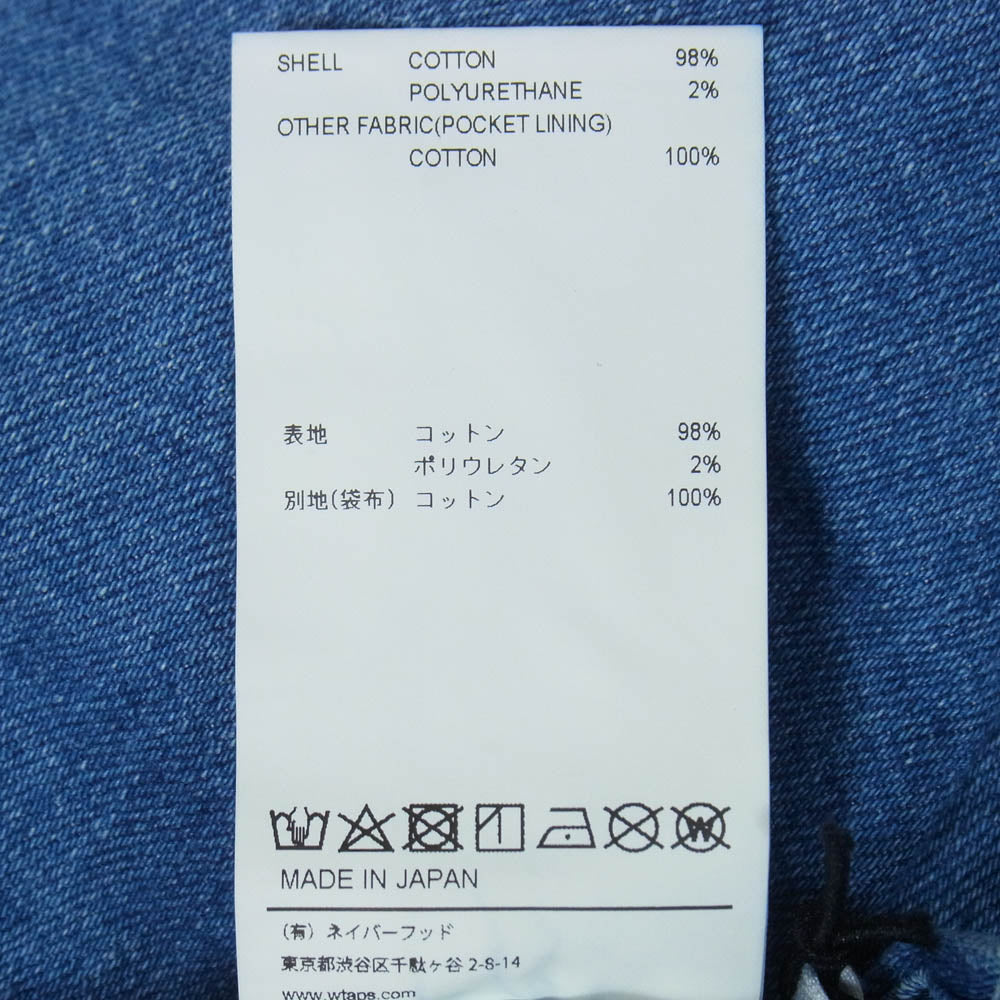 SHELL COTTON 98%
POLYURETHANE 2%
OTHER FABRIC(POCKET LINING)
COTTON 100%
表地 コットン 98%
ポリウレタン 2%
別地(袋布) コットン 100%
W
MADE IN JAPAN
(有) ネイバーフッド
東京都渋谷区千駄ヶ谷 2-8-14
www.wtaps.com